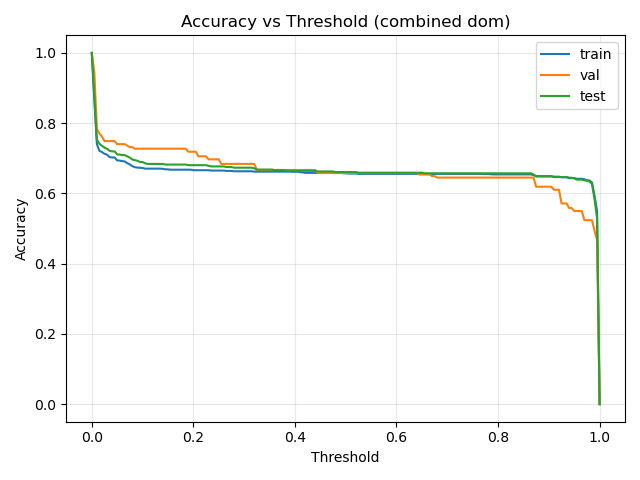 Accuracy vs Threshold (combined dom)
train
val
test
1.0
0.8
0.6
0.4
0.2
0.0
Accuracy
0.0 0.2 0.4 0.6 0.8 1.0
Threshold